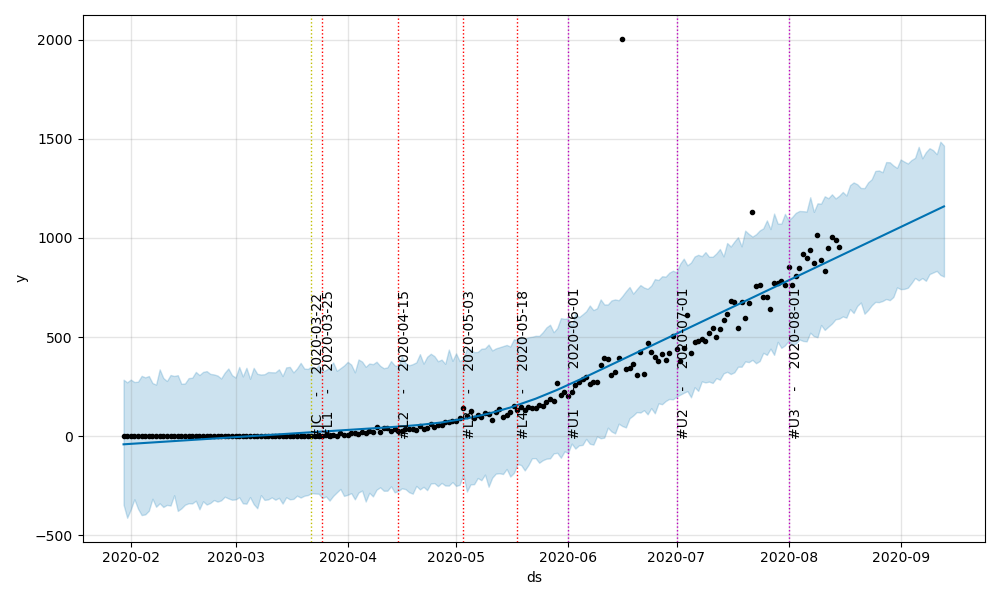 2000
1500
1000
500
0
−500
y
#JC - 2020-03-22
#L1 - 2020-03-25
#L2 - 2020-04-15
#L3 - 2020-05-03
#L4 - 2020-05-18
#U1 - 2020-06-01
#U2 - 2020-07-01
#U3 - 2020-08-01
2020-02 2020-03 2020-04 2020-05 2020-06 2020-07 2020-08 2020-09
ds